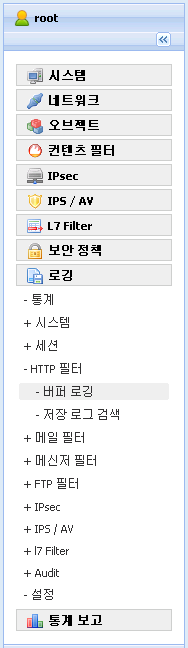 root
시스템
네트워크
오브젝트
컨텐츠 필터
IPsec
IPS / AV
L7 Filter
보안 정책
로깅
- 통계
+ 시스템
+ 세션
- HTTP 필터
- 버퍼 로깅
- 저장 로그 검색
+ 메일 필터
+ 메신저 필터
+ FTP 필터
+ IPsec
+ IPS / AV
+ l7 Filter
+ Audit
- 설정
통계 보고